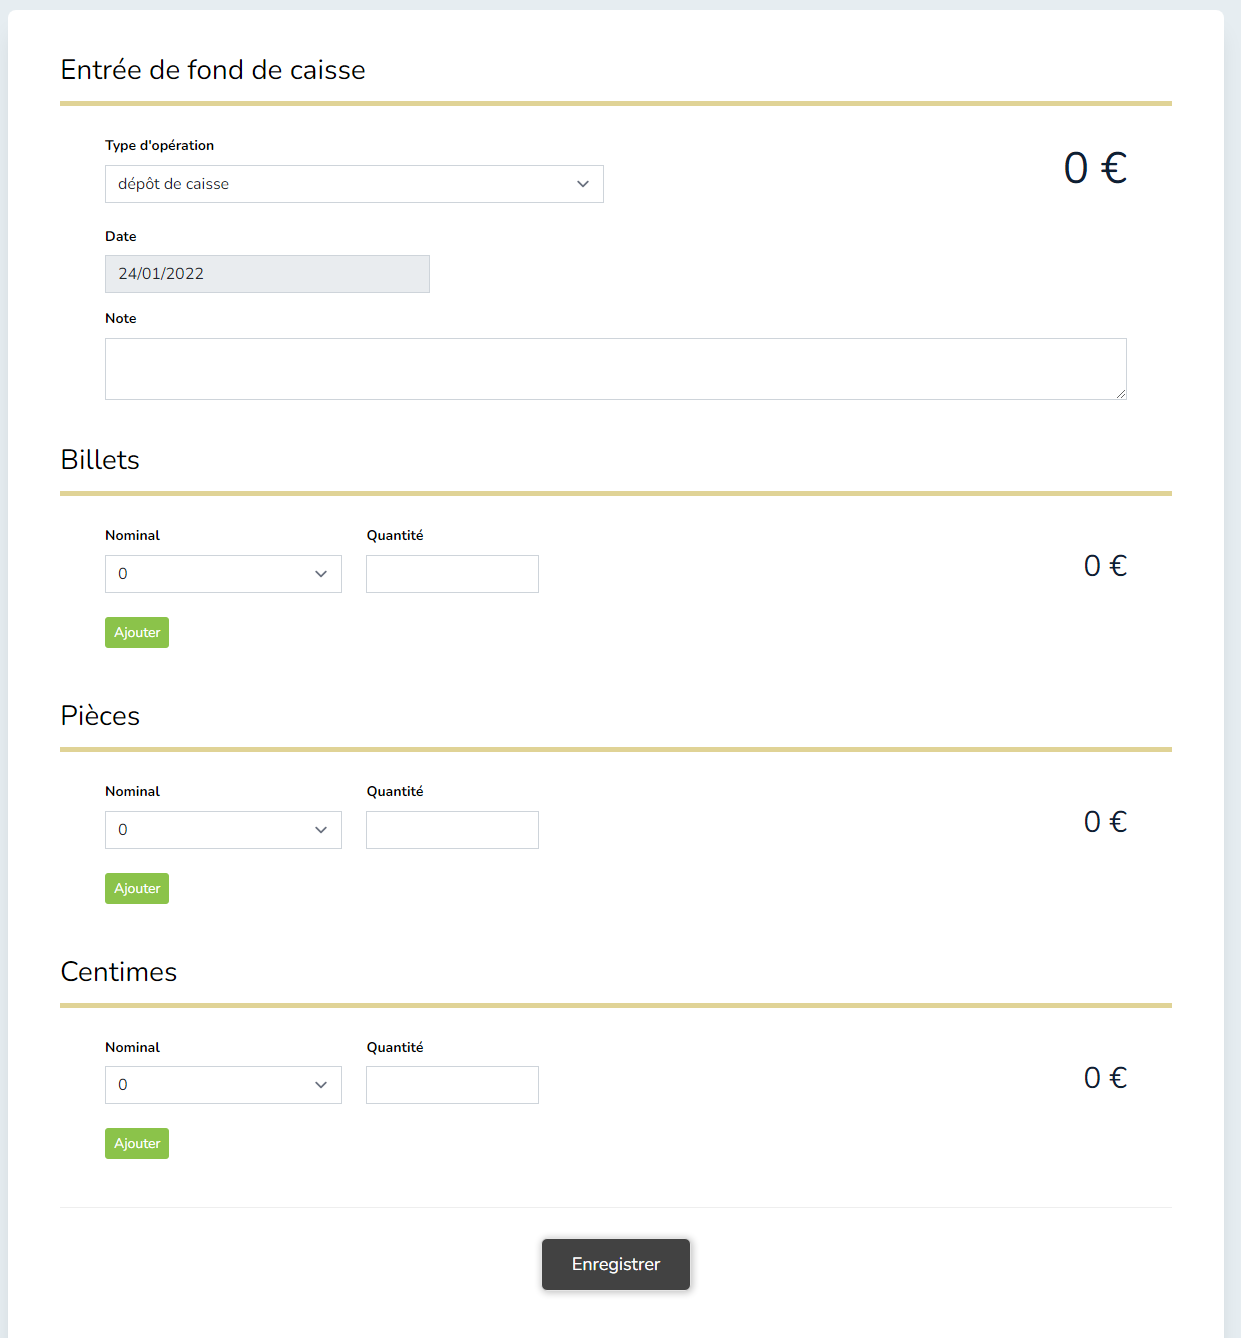 Entrée de fond de caisse
Type d'opération
dépôt de caisse
0 €
Date
24/01/2022
Note
Billets
Nominal Quantité
0
0 €
Ajouter
Pièces
Nominal Quantité
0
0 €
Ajouter
Centimes
Nominal Quantité
0
0 €
Ajouter
Enregistrer